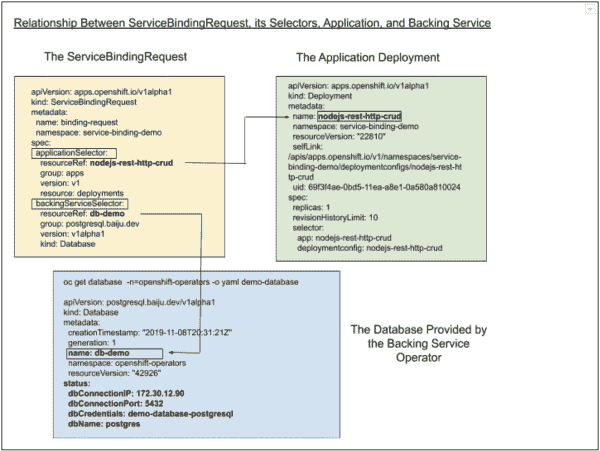 Relationship Between ServiceBindingRequest, its Selectors, Application, and Backing Service
The ServiceBindingRequest
apiVersion: apps.openshift.io/v1alpha1
kind: ServiceBindingRequest
metadata:
name: binding-request
namespace: service-binding-demo
spec:
applicationSelector:
resourceRef: nodejs-rest-http-crud
group: apps
version: v1
resource: deployments
backingServiceSelector:
resourceRef: db-demo
group: postgresql.baiju.dev
version: v1alpha1
kind: Database
The Application Deployment
apiVersion: apps.openshift.io/v1alpha1
kind: Deployment
metadata:
name: nodejs-rest-http-crud
namespace: service-binding-demo
resourceVersion: "22810"
selfLink:
/apis/apps.openshift.io/v1/namespaces/service-
binding-demo/deploymentconfigs/nodejs-rest-ht
tp-crud
uid: 69f3f4ae-0bd5-11ea-a8e1-0a580a810024
spec:
replicas: 1
revisionHistoryLimit: 10
selector:
app: nodejs-rest-http-crud
deploymentconfig: nodejs-rest-http-crud
oc get database -n=openshift-operators -o yaml demo-database
apiVersion: postgresql.baiju.dev/v1alpha1
kind: Database
metadata:
creationTimestamp: "2019-11-08T20:31:21Z"
generation: 1
name: db-demo
namespace: openshift-operators
resourceVersion: "42926"
status:
dbConnectionIP: 172.30.12.90
dbConnectionPort: 5432
dbCredentials: demo-database-postgresql
dbName: postgres
The Database Provided by
the Backing Service
Operator